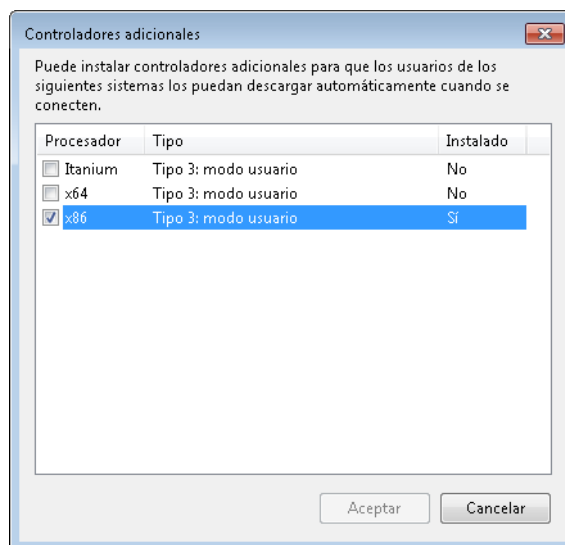 Controladores adicionales
Puede instalar controladores adicionales para que los usuarios de los
siguientes sistemas los puedan descargar automáticamente cuando se
conecten.
Procesador Tipo Instalado
Itanium Tipo 3: modo usuario No
x64 Tipo 3: modo usuario No
x86 Tipo 3: modo usuario Sí
Aceptar Cancelar